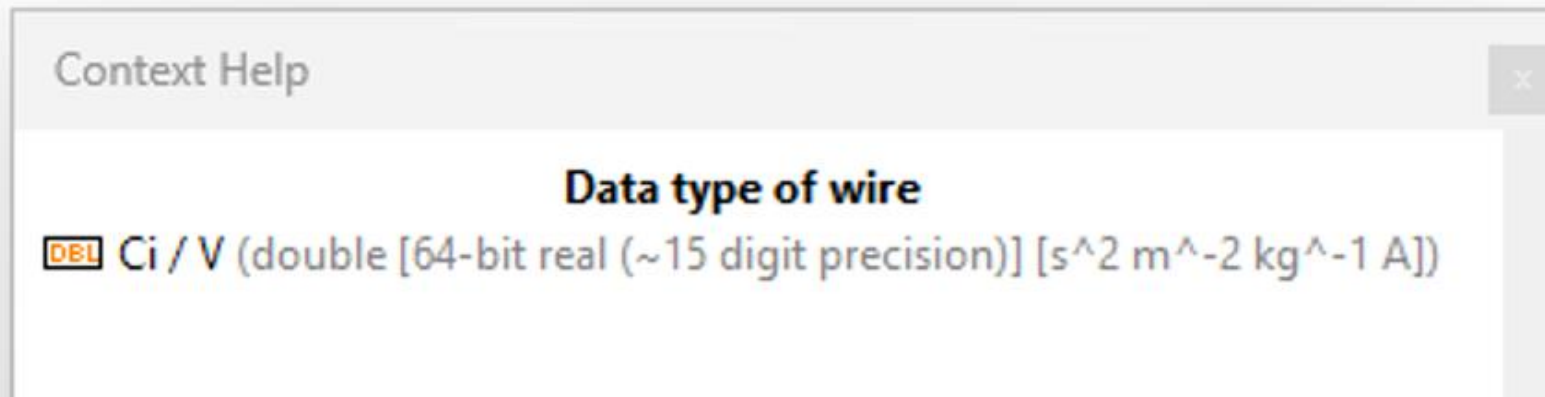 Context Help
x
Data type of wire
DBL Ci / V (double [64-bit real (~15 digit precision)] [s^2 m^-2 kg^-1 A])